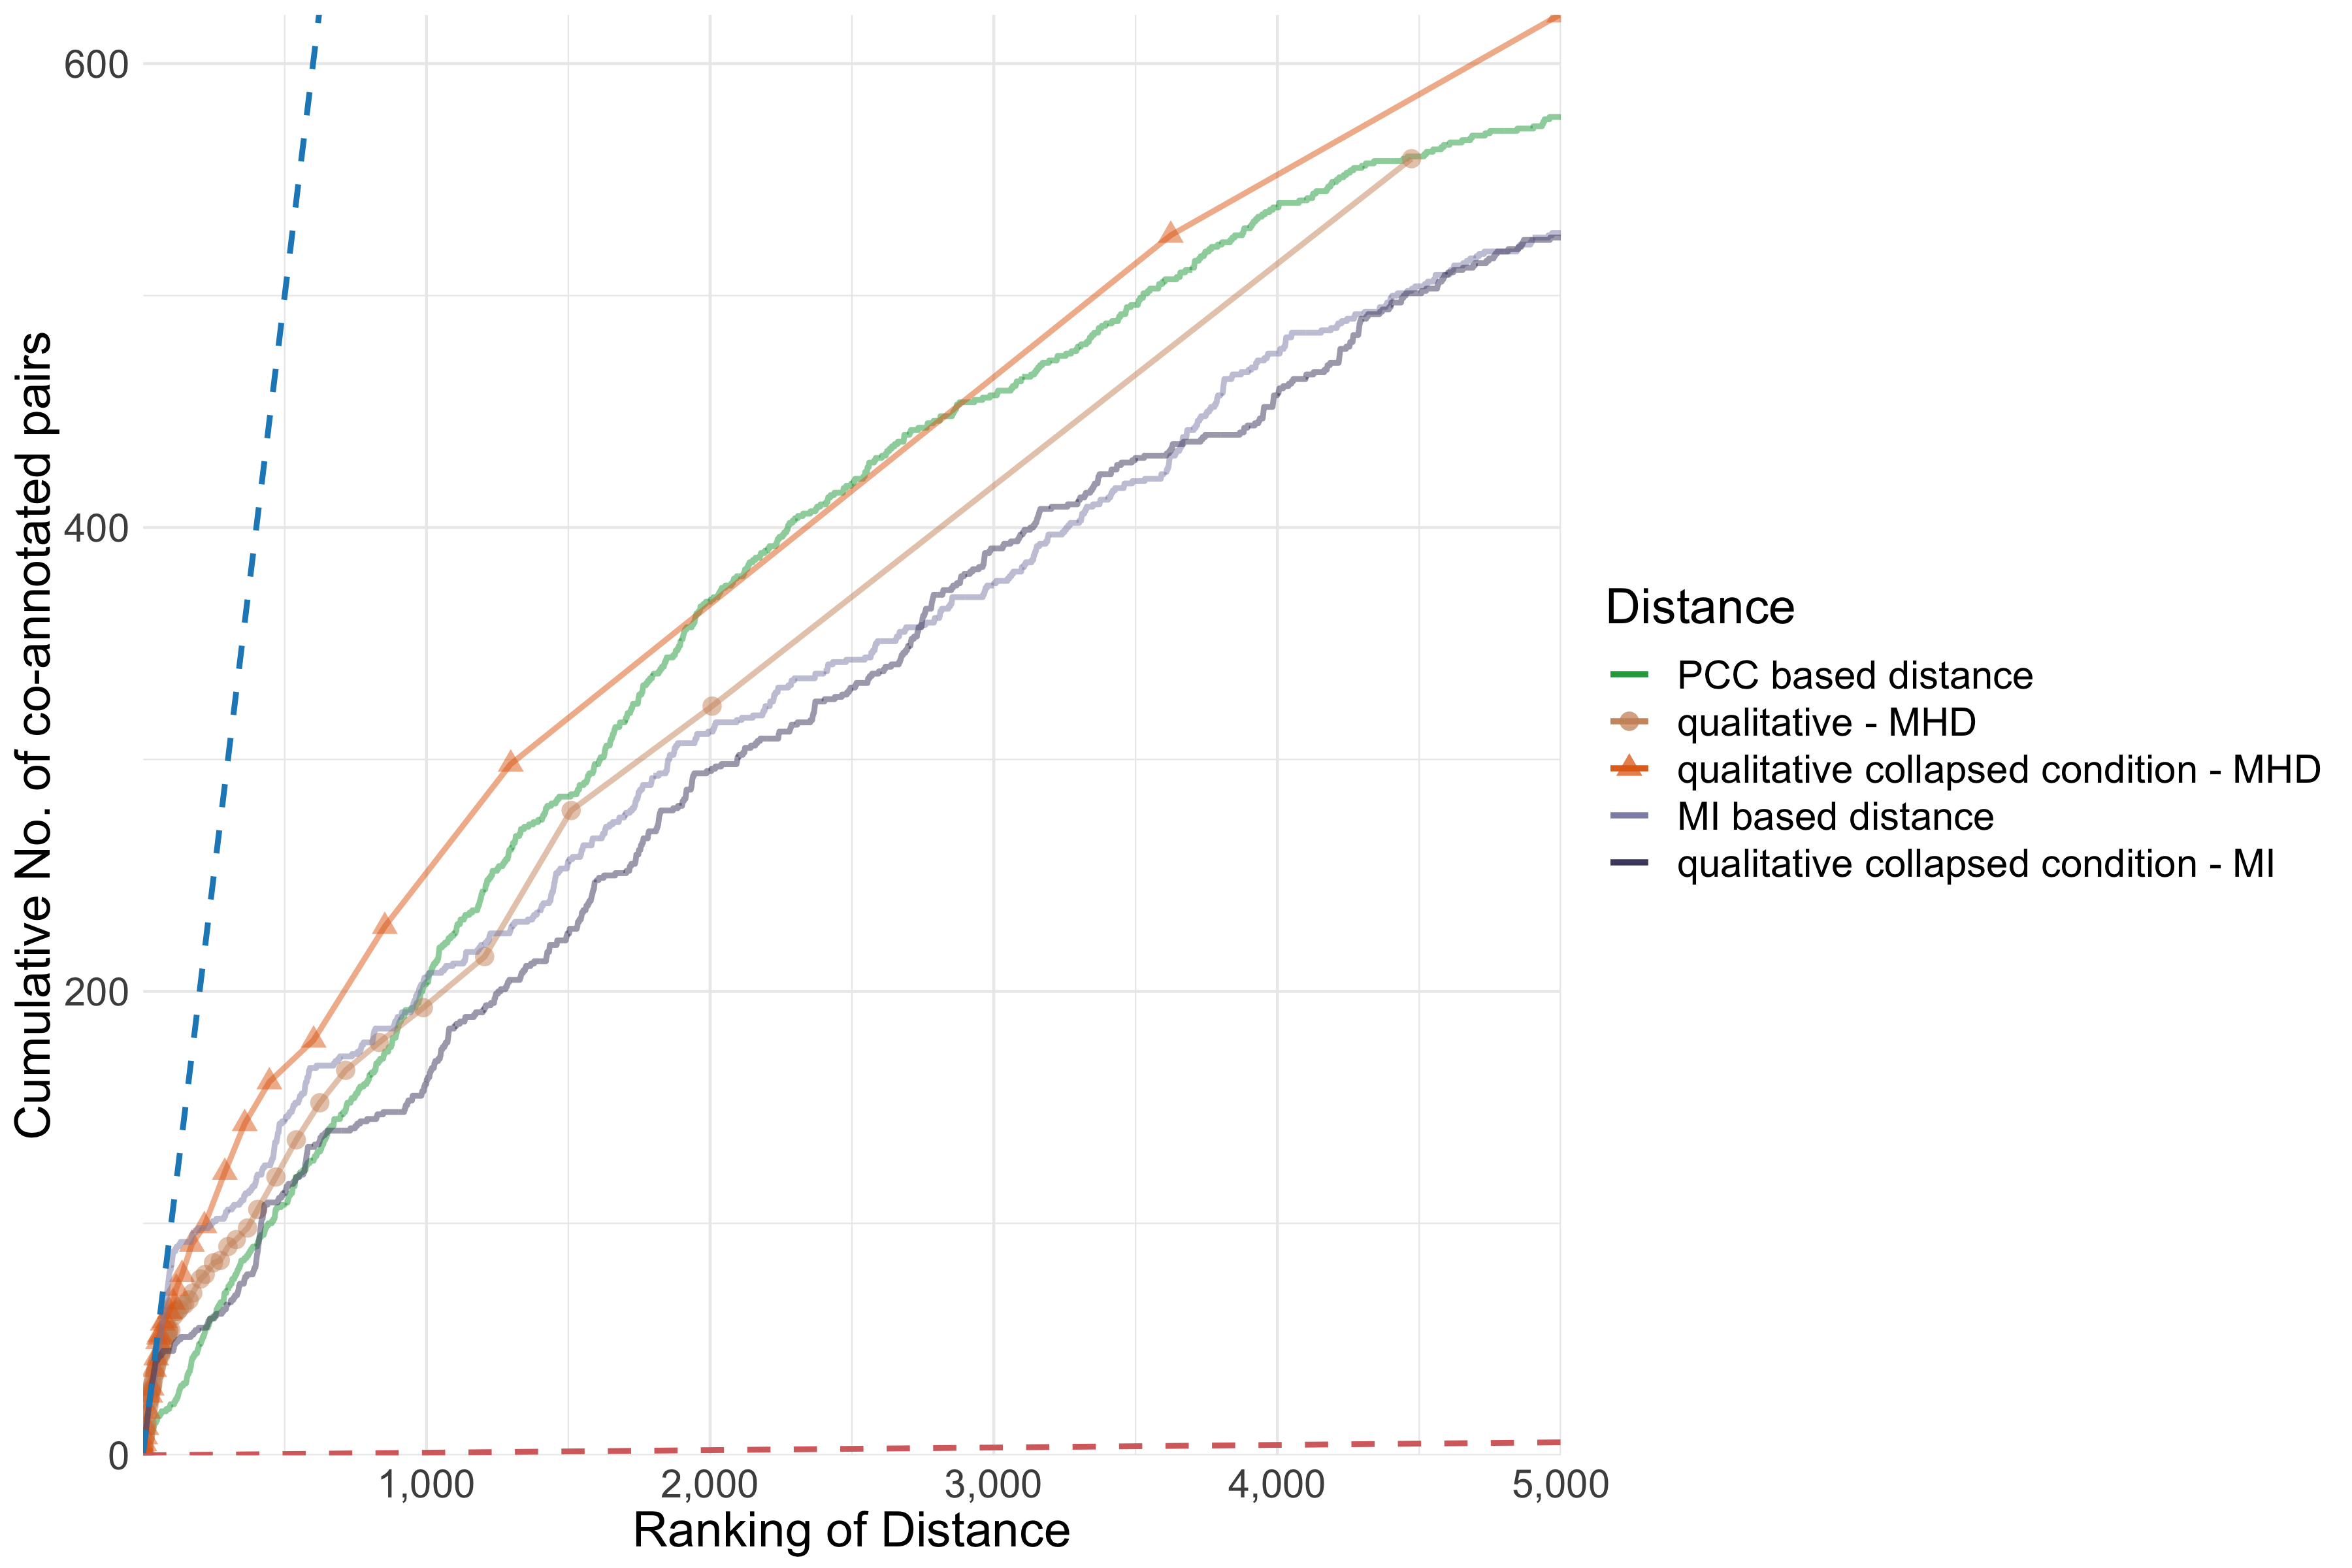 Cumulative No. of co-annotated pairs
600
400
200
0
1,000
2,000
3,000
4,000
5,000
Ranking of Distance
Distance
PCC based distance
qualitative - MHD
qualitative collapsed condition - MHD
MI based distance
qualitative collapsed condition - MI